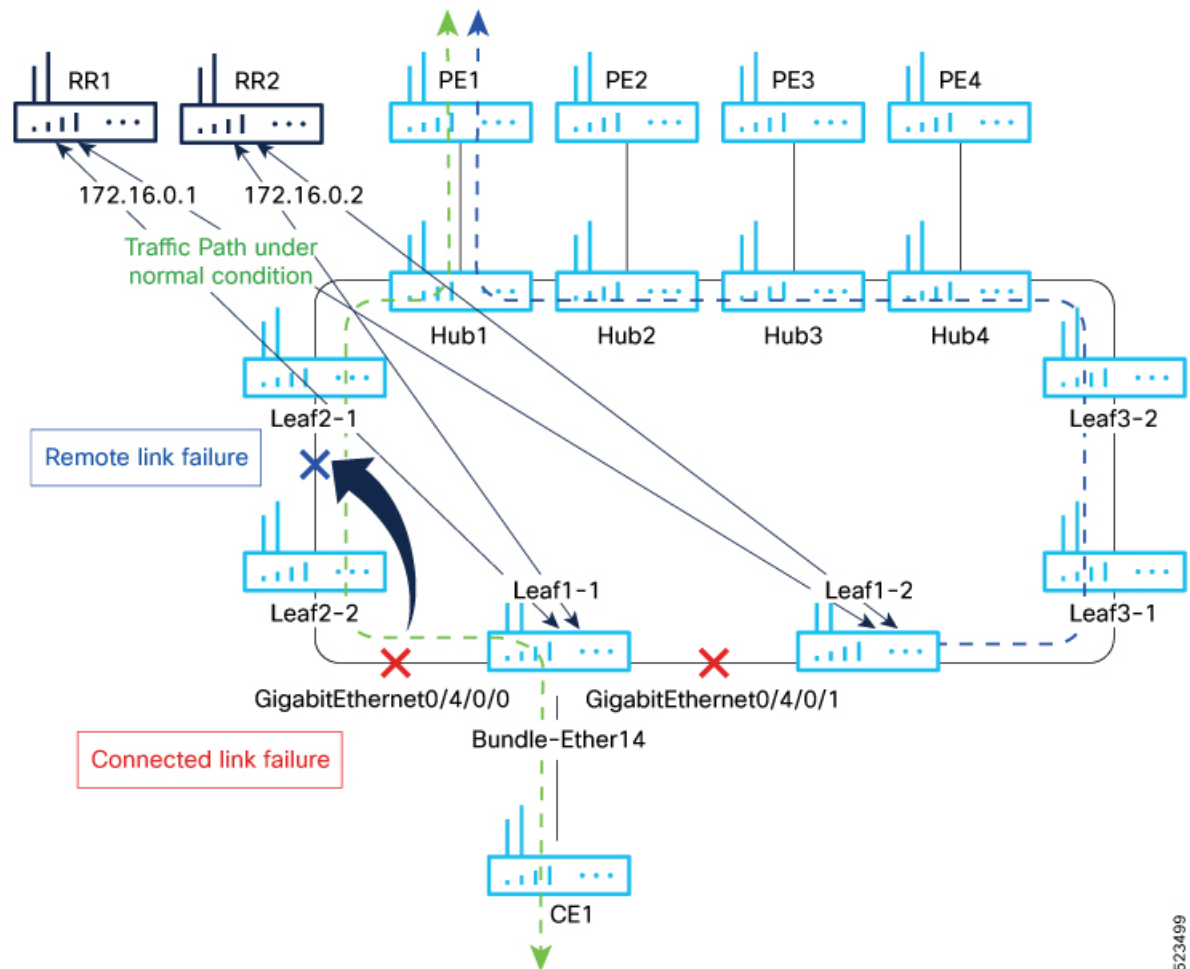 RR1
RR2
PE1
PE2
PE3
PE4
172.16.0.1
172.16.0.2
Traffic Path under
normal condition
Hub1
Hub2
Hub3
Hub4
Leaf2-1
Leaf3-2
Remote link failure
Leaf2-2
Leaf1-1
Leaf1-2
Leaf3-1
GigabitEthernet0/4/0/0
GigabitEthernet0/4/0/1
Bundle-Ether14
Connected link failure
CE1
523499